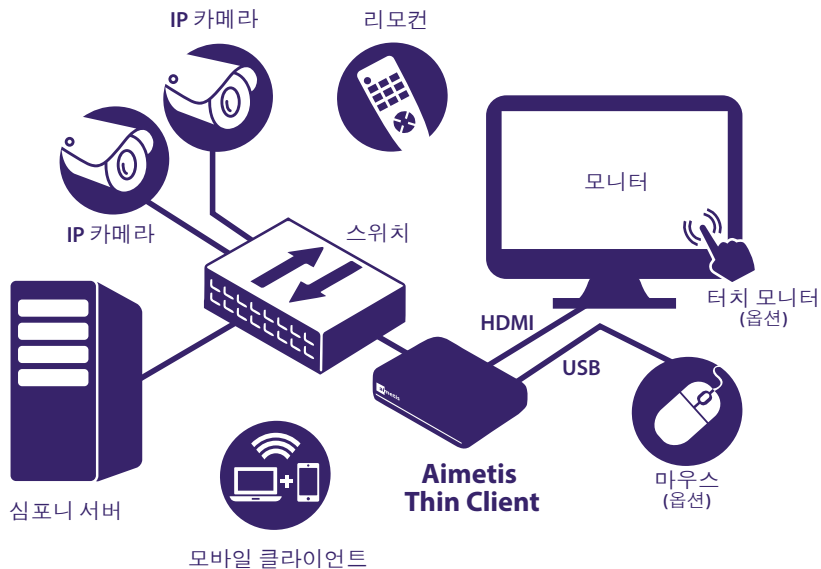 IP 카메라
리모컨
모니터
IP 카메라
스위치
터치 모니터
(옵션)
HDMI
USB
aimetis
Aimetis
Thin Client
마우스
(옵션)
심포니 서버
모바일 클라이언트